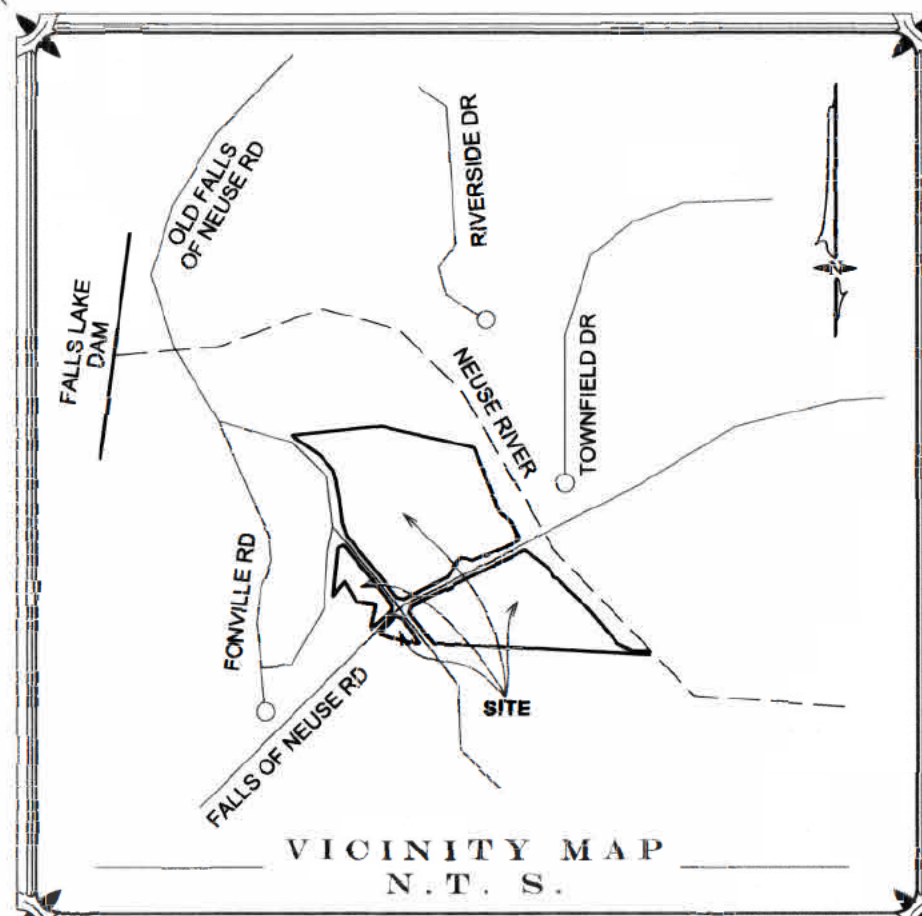 OLD FALLS
OF NEUSE RD
RIVERSIDE DR
N
FALLS LAKE
DAM
NEUSE RIVER
TOWNFIELD DR
FONVILLE RD
FALLS OF NEUSE RD
SITE
VICINITY MAP
N.T. S.